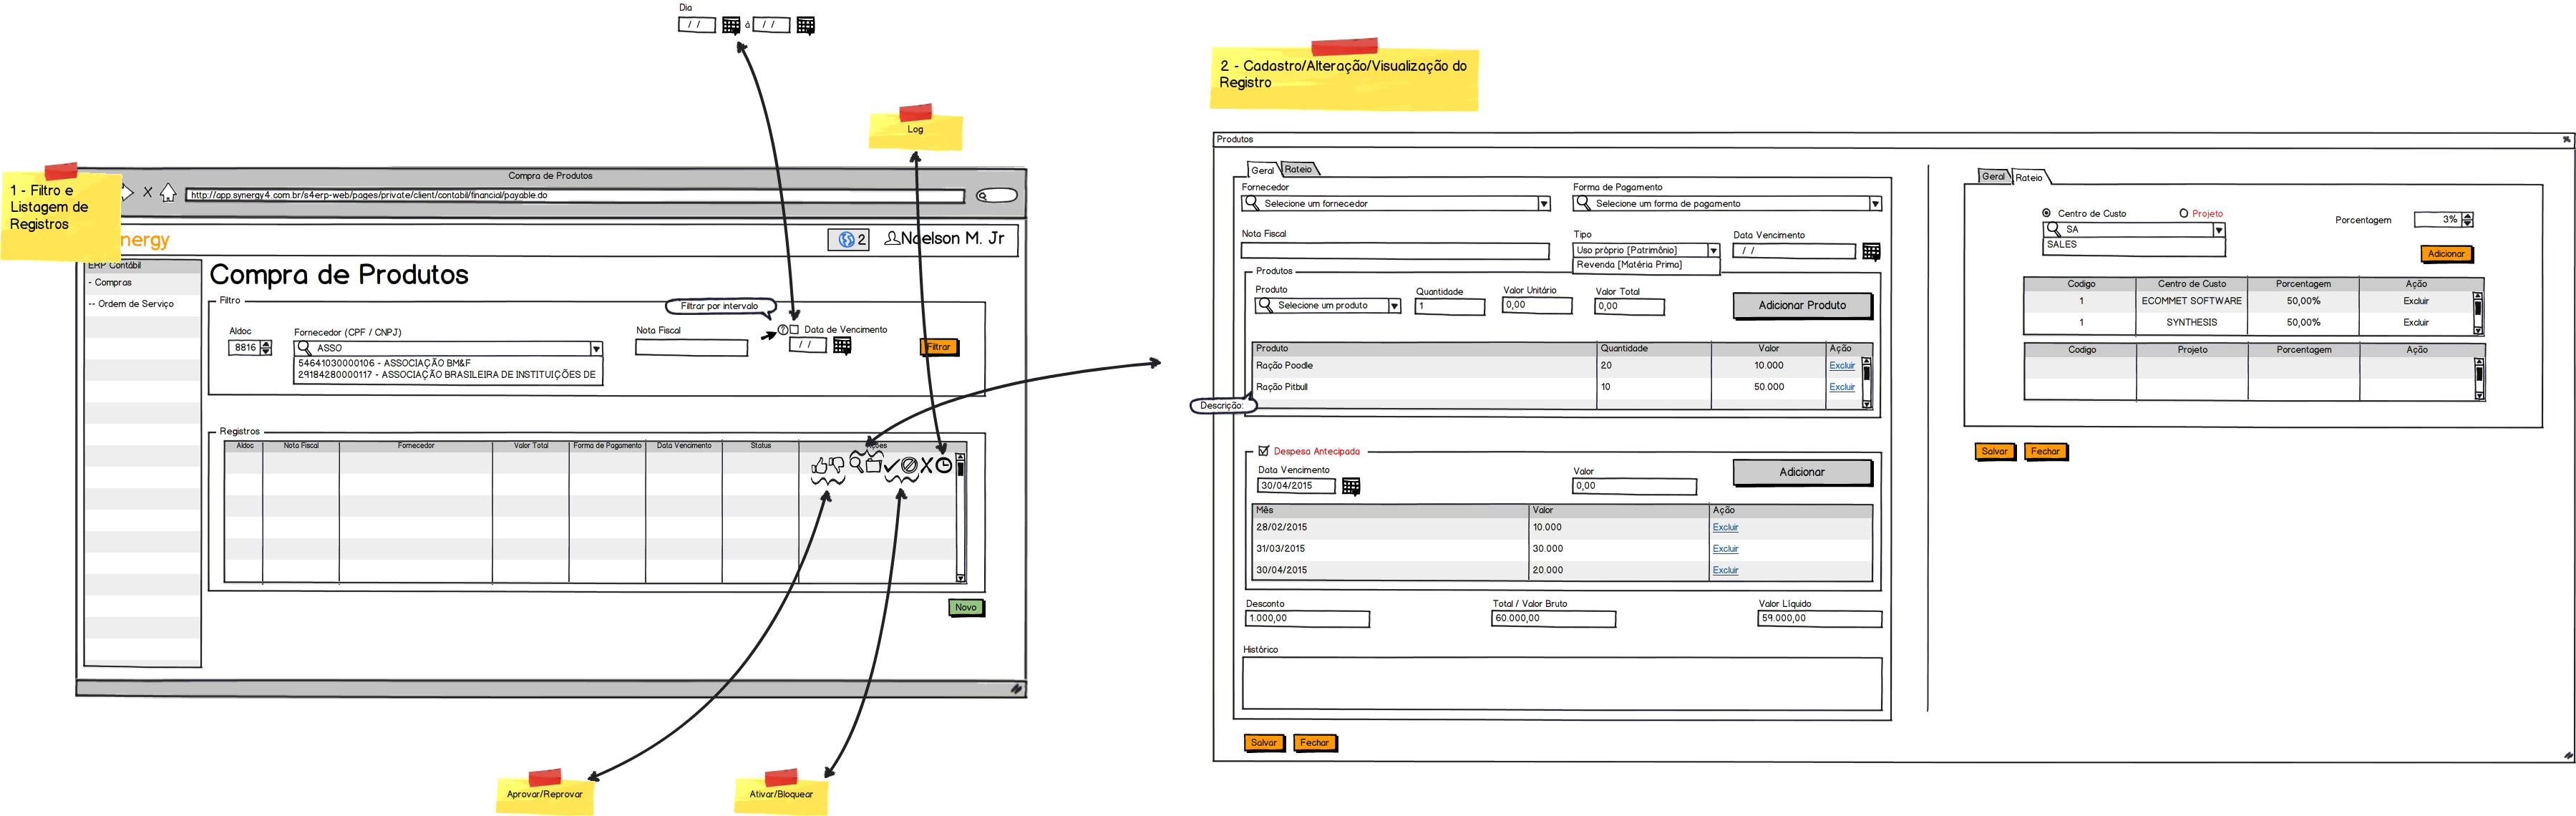 Dia
/ /
à
/ /
Log
1 - Filtro e
Listagem de
Registros
Compra de Produtos
X
http://app.synergy4.com.br/s4erp-web/pages/private/client/contabil/financial/payable.do
nergy
2
Noelson M. Jr
ERP Contábil
- Compras
-- Ordem de Serviço
Compra de Produtos
Filtro
Filtrar por intervalo
Aldoc
8816
Fornecedor (CPF / CNPJ)
ASSO
54641030000106 - ASSOCIAÇÃO BM&F
29184280000117 - ASSOCIAÇÃO BRASILEIRA DE INSTITUIÇÕES DE
Nota Fiscal
?
Data de Vencimento
/ /
Filtrar
Registros
Aldoc
Nota Fiscal
Fornecedor
Valor Total
Forma de Pagamento
Data Vencimento
Status
Novo
Aprovar/Reprovar
Ativar/Bloquear
2 - Cadastro/Alteração/Visualização do
Registro
Produtos
Geral
Rateio
Fornecedor
Selecione um fornecedor
Forma de Pagamento
Selecione um forma de pagamento
Nota Fiscal
Tipo
Uso próprio [Patrimônio]
Revenda [Matéria Prima]
Data Vencimento
/ /
Produtos
Produto
Selecione um produto
Quantidade
1
Valor Unitário
0,00
Valor Total
0,00
Adicionar Produto
Produto
Quantidade
Valor
Ação
Ração Poodle
20
10.000
Excluir
Ração Pitbull
10
50.000
Excluir
Descrição:
Despesa Antecipada
Data Vencimento
30/04/2015
Valor
0,00
Adicionar
Mês
Valor
Ação
28/02/2015
10.000
Excluir
31/03/2015
30.000
Excluir
30/04/2015
20.000
Excluir
Desconto
1.000,00
Total / Valor Bruto
60.000,00
Valor Líquido
59.000,00
Histórico
Salvar
Fechar
Geral
Rateio
Centro de Custo
Projeto
SA
SALES
Porcentagem
3%
Adicionar
Codigo
Centro de Custo
Porcentagem
Ação
1
ECOMMET SOFTWARE
50,00%
Excluir
1
SYNTHESIS
50,00%
Excluir
Codigo
Projeto
Porcentagem
Ação
Salvar
Fechar